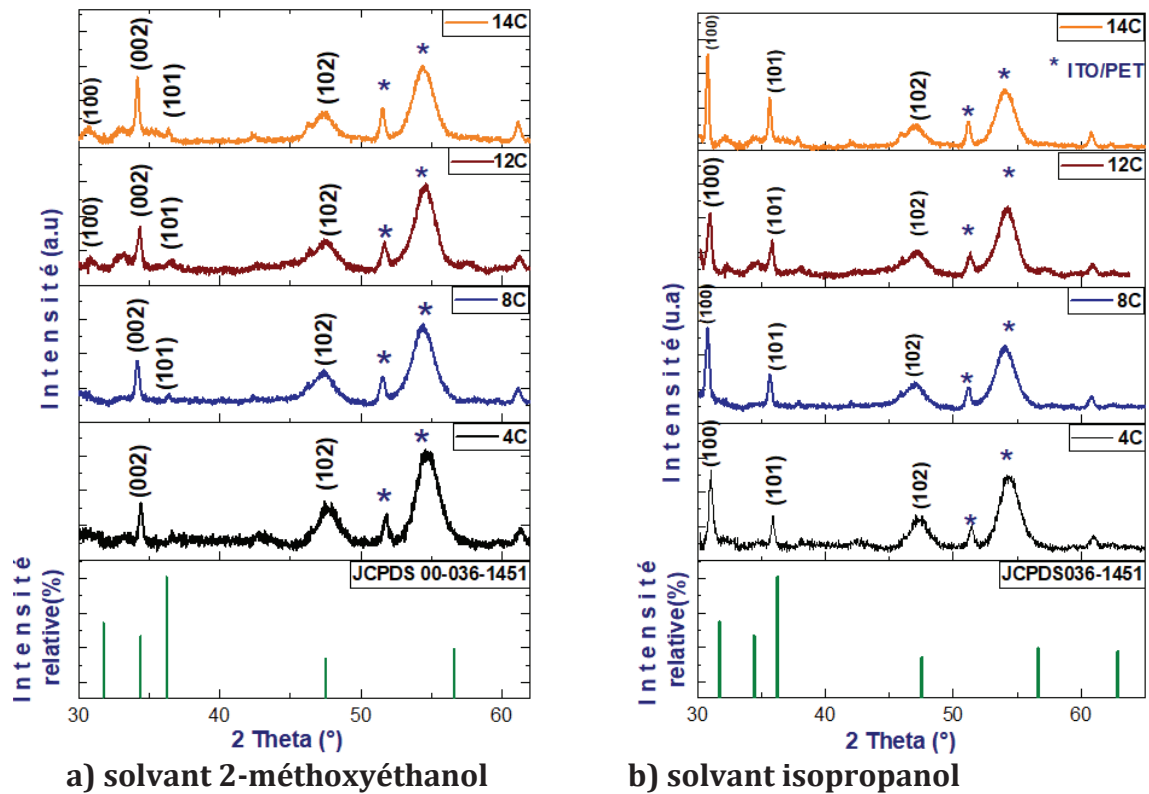 14C
(100)
(002)
(101)
(102)
*
*
12C
(100)
(002)
(101)
(102)
*
*
8C
(002)
(101)
(102)
*
*
4C
(002)
(102)
*
*
JCPDS 00-036-1451
Intensité (a.u)
Intensité
relative(%)
30 40 50 60
2 Theta (°)
a) solvant 2-méthoxyéthanol
14C
(100)
(101)
(102)
*
*
* ITO/PET
12C
(100)
(101)
(102)
*
*
8C
(100)
(101)
(102)
*
*
4C
(100)
(101)
(102)
*
*
JCPDS036-1451
Intensité (u.a)
Intensité
relative(%)
30 40 50 60
2 Theta (°)
b) solvant isopropanol